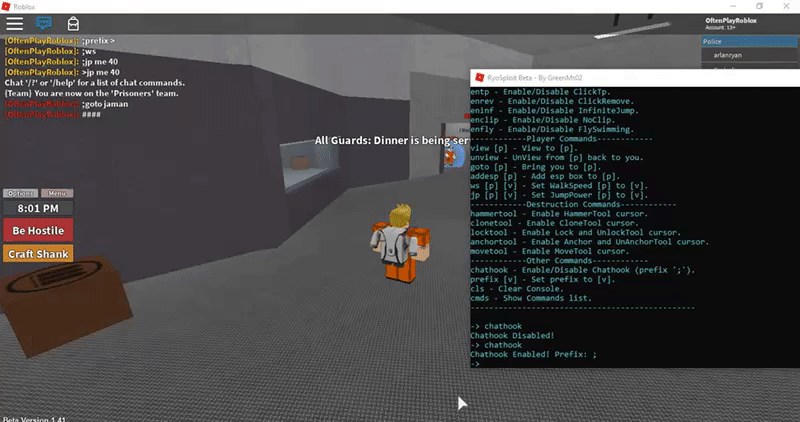 Roblox
[OftenPlayRoblox]: ;prefix >
[OftenPlayRoblox]: ;ws
[OftenPlayRoblox]: ;jp me 40
[OftenPlayRoblox]: >jp me 40
Chat '/?' or '/help' for a list of chat commands.
{Team} You are now on the 'Prisoners' team.
[OftenPlayRoblox]: ;goto jaman
[OftenPlayRoblox]: ####
OftenPlayRoblox
Account: 13+
Police
arlanryan
All Guards: Dinner is being ser
Options
Menu
8:01 PM
Be Hostile
Craft Shank
Beta Version 1.41
RyoSploit Beta - By GreenMs02
entp - Enable/Disable ClickTp.
enrev - Enable/Disable ClickRemove.
eninf - Enable/Disable InfiniteJump.
enclip - Enable/Disable NoClip.
enfly - Enable/Disable FlySwimming.
------------Player Commands------------
view [p] - View to [p].
unview - UnView from [p] back to you.
goto [p] - Bring you to [p].
addesp [p] - Add esp box to [p].
ws [p] [v] - Set WalkSpeed [p] to [v].
jp [p] [v] - Set JumpPower [p] to [v].
------------Destruction Commands------------
hammertool - Enable HammerTool cursor.
clonetool - Enable CloneTool cursor.
locktool - Enable Lock and UnlockTool cursor.
anchortool - Enable Anchor and UnAnchorTool cursor.
movetool - Enable MoveTool cursor.
------------Other Commands------------
chathook - Enable/Disable Chathook (prefix ';').
prefix [v] - Set prefix to [v].
cls - Clear Console.
cmds - Show Commands list.
------------------------------------------------
-> chathook
Chathook Disabled!
-> chathook
Chathook Enabled! Prefix: ;
->